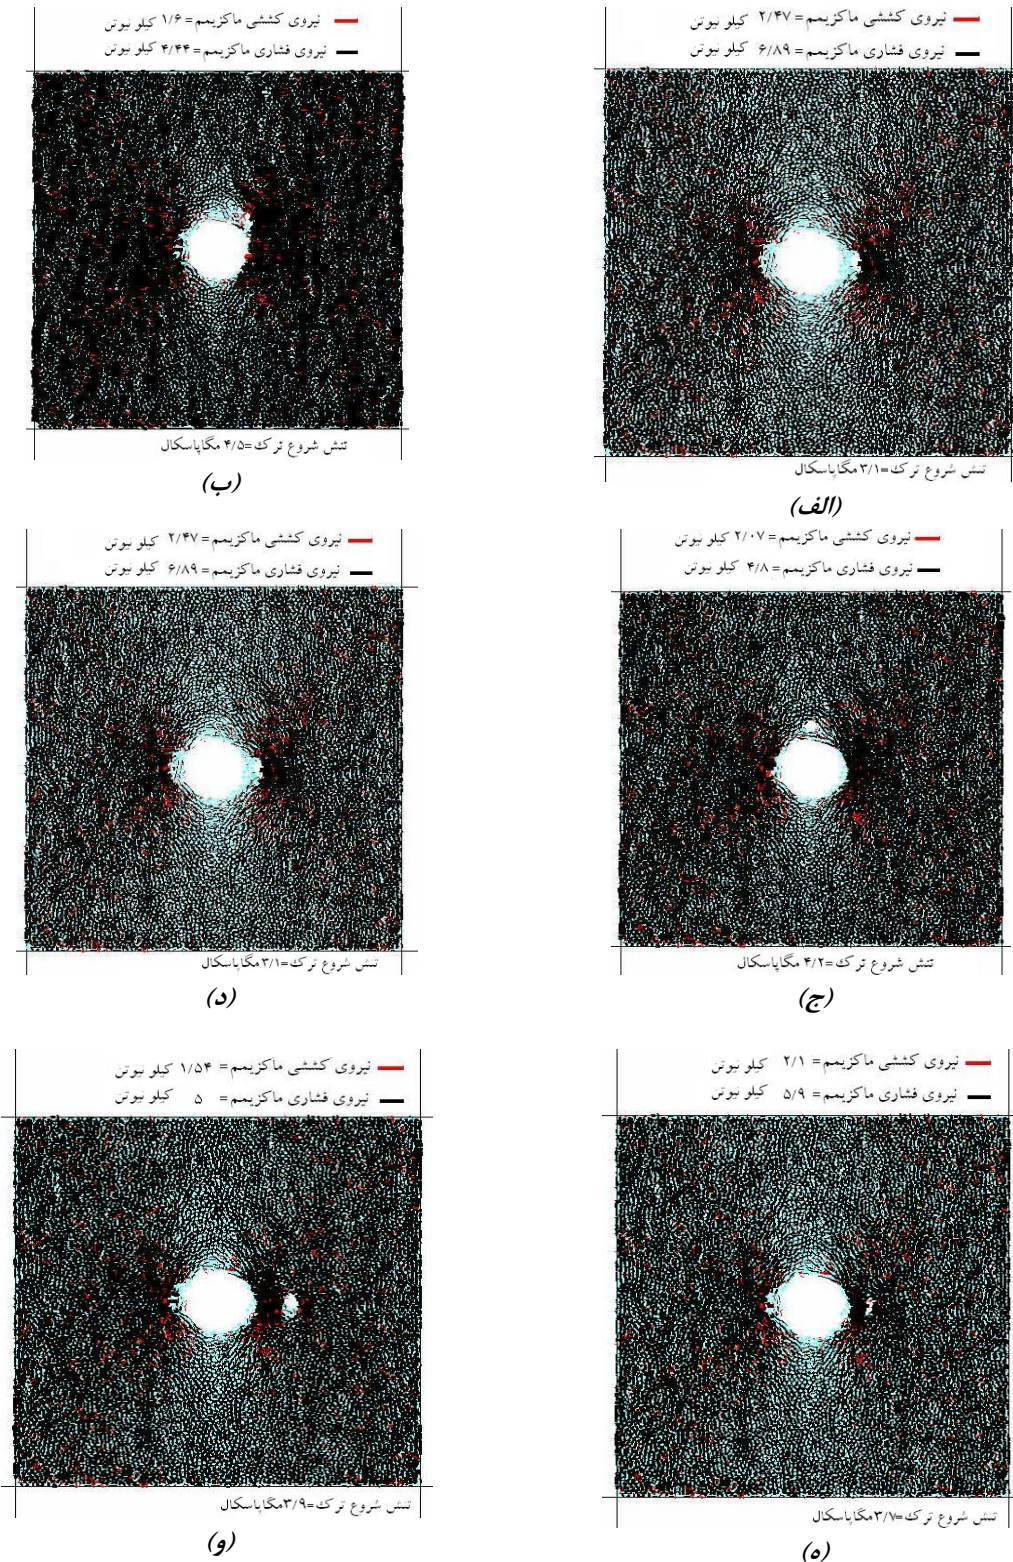 نیروی کششی ماکزیمم= ۲/۴۷ کیلو نیوتن
نیروی فشاری ماکزیمم= ۶/۸۹ کیلو نیوتن
تنش شروع ترک=۳/۱ مگاپاسکال
(الف)
نیروی کششی ماکزیمم= ۱/۶ کیلو نیوتن
نیروی فشاری ماکزیمم= ۴/۴۴ کیلو نیوتن
تنش شروع ترک=۴/۵ مگاپاسکال
(ب)
نیروی کششی ماکزیمم= ۲/۰۷ کیلو نیوتن
نیروی فشاری ماکزیمم= ۴/۸ کیلو نیوتن
تنش شروع ترک=۴/۲ مگاپاسکال
(ج)
نیروی کششی ماکزیمم= ۲/۴۷ کیلو نیوتن
نیروی فشاری ماکزیمم= ۶/۸۹ کیلو نیوتن
تنش شروع ترک=۳/۱ مگاپاسکال
(د)
نیروی کششی ماکزیمم= ۲/۱ کیلو نیوتن
نیروی فشاری ماکزیمم= ۵/۹ کیلو نیوتن
تنش شروع ترک=۳/۷ مگاپاسکال
(ه)
نیروی کششی ماکزیمم= ۱/۵۴ کیلو نیوتن
نیروی فشاری ماکزیمم= ۵ کیلو نیوتن
تنش شروع ترک=۳/۹ مگاپاسکال
(و)